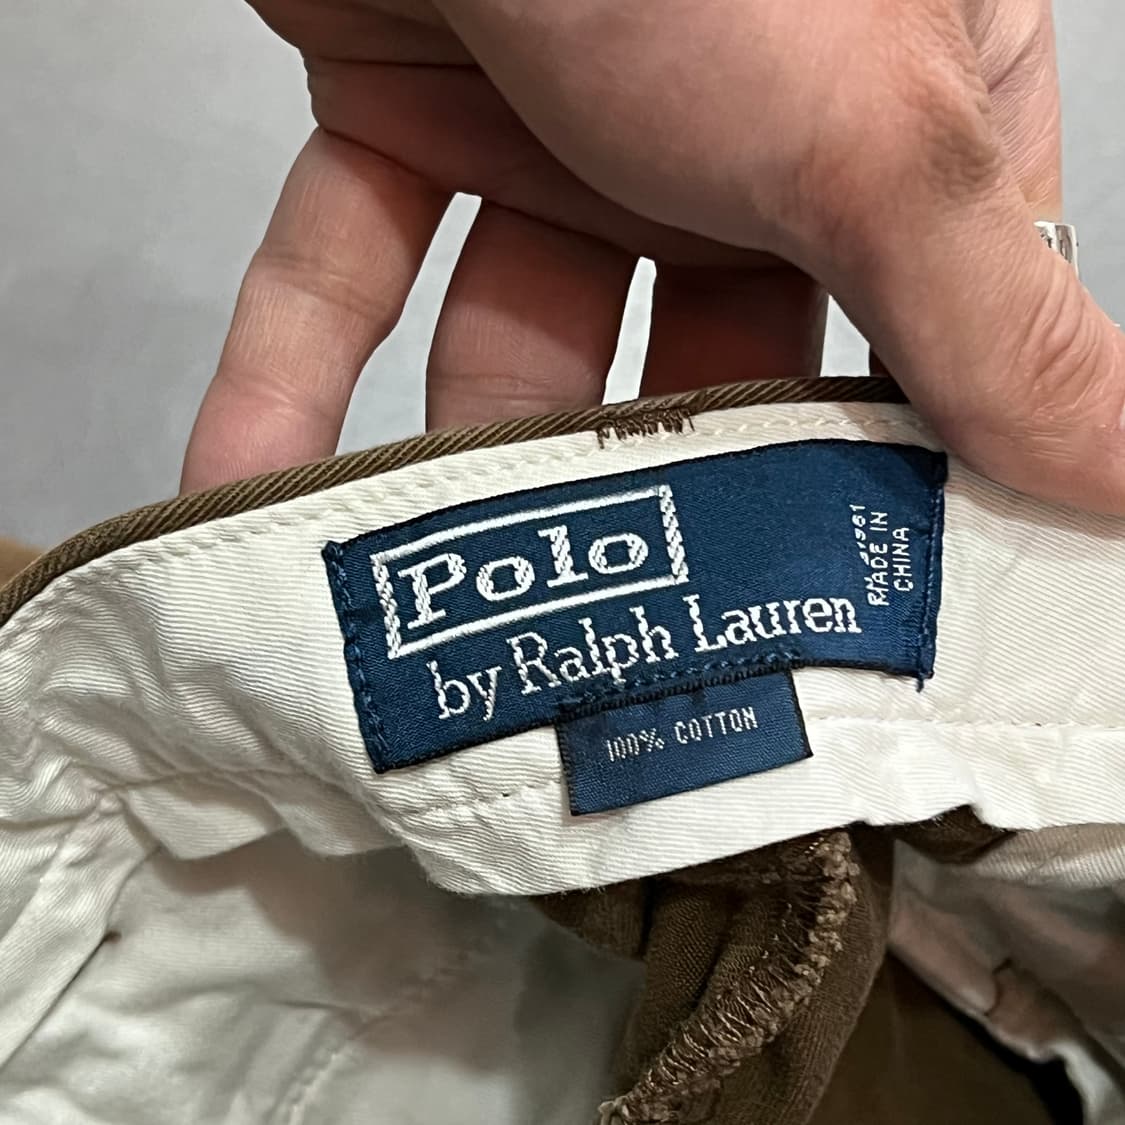 Polo
by Ralph Lauren
MADE IN
CHINA
100% COTTON